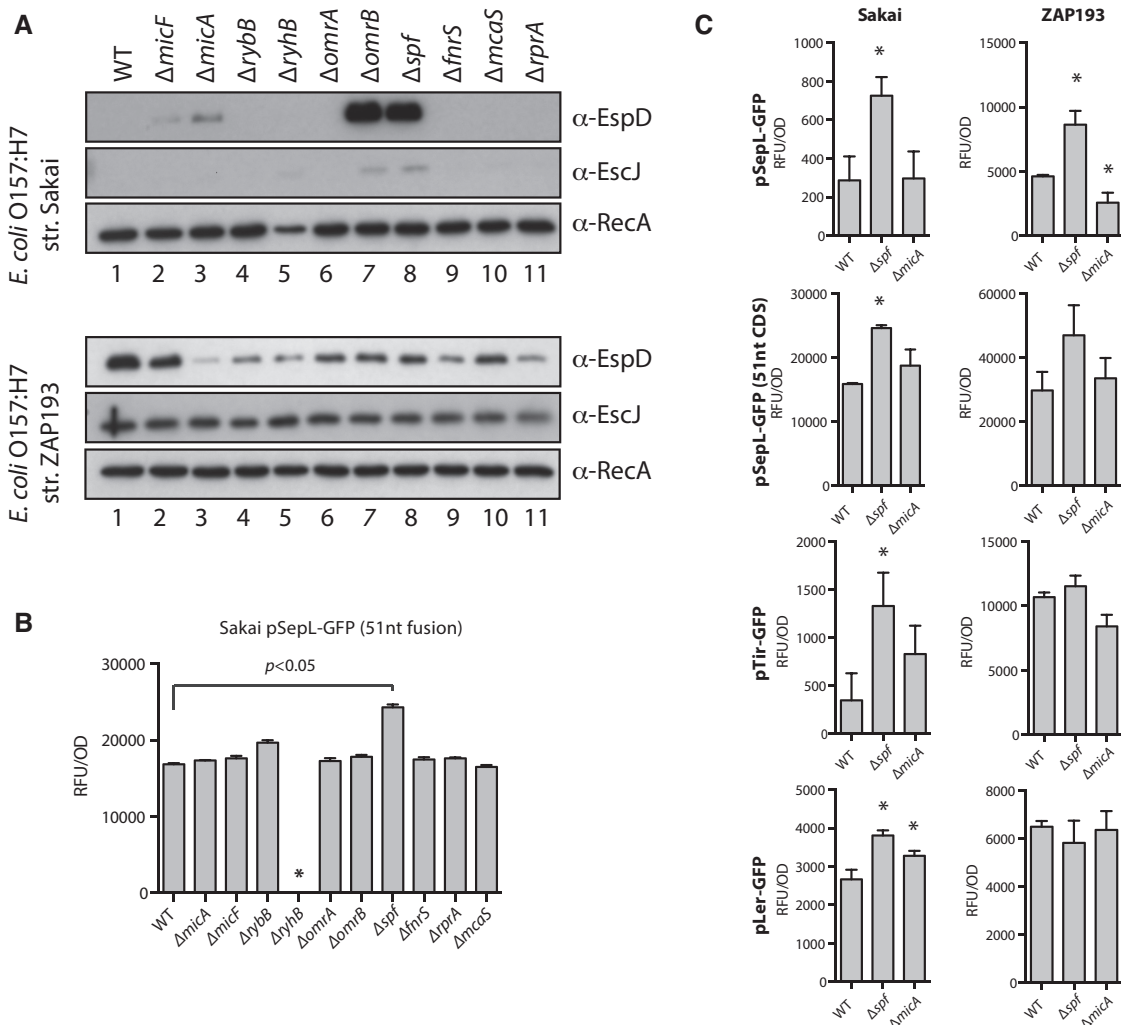 A
WT
ΔmicF
ΔmicA
ΔrybB
ΔryhB
ΔomrA
ΔomrB
Δspf
ΔfnrS
ΔmcaS
ΔrprA
E. coli O157:H7
str. Sakai
α-EspD
α-EscJ
α-RecA
1 2 3 4 5 6 7 8 9 10 11
E. coli O157:H7
str. ZAP193
α-EspD
α-EscJ
α-RecA
1 2 3 4 5 6 7 8 9 10 11
B
Sakai pSepL-GFP (51nt fusion)
p<0.05
RFU/OD
30000
20000
10000
0
*
WT
ΔmicA
ΔmicF
ΔrybB
ΔryhB
ΔomrA
ΔomrB
Δspf
ΔfnrS
ΔrprA
ΔmcaS
C
Sakai
ZAP193
pSepL-GFP
RFU/OD
1000
800
600
400
200
0
*
WT
Δspf
ΔmicA
RFU/OD
15000
10000
5000
0
*
*
WT
Δspf
ΔmicA
pSepL-GFP (51nt CDS)
RFU/OD
30000
20000
10000
0
*
WT
Δspf
ΔmicA
RFU/OD
60000
40000
20000
0
WT
Δspf
ΔmicA
pTir-GFP
RFU/OD
2000
1500
1000
500
0
*
WT
Δspf
ΔmicA
RFU/OD
15000
10000
5000
0
WT
Δspf
ΔmicA
pLer-GFP
RFU/OD
5000
4000
3000
2000
1000
0
*
*
WT
Δspf
ΔmicA
RFU/OD
8000
6000
4000
2000
0
WT
Δspf
ΔmicA